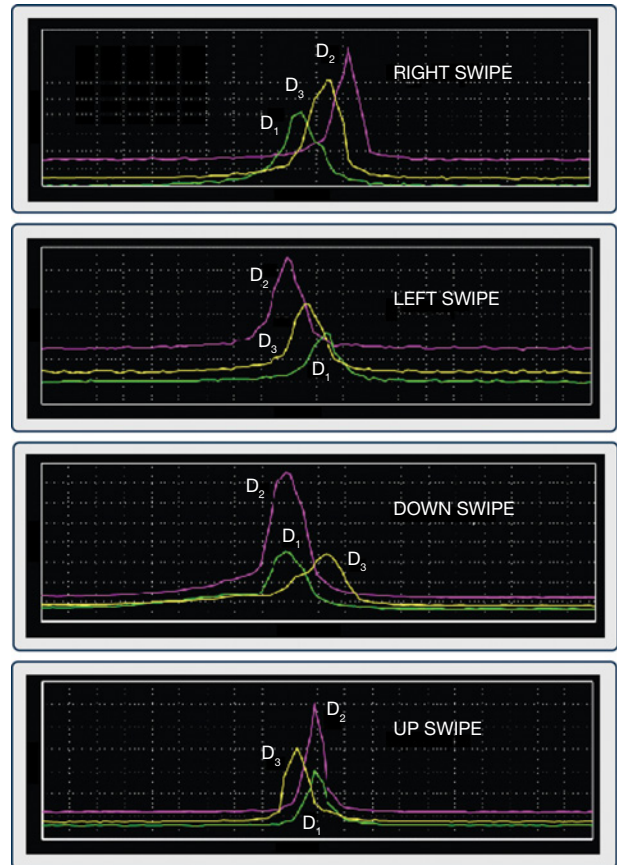 D₂
D₃
D₁
RIGHT SWIPE
D₂
D₃
D₁
LEFT SWIPE
D₂
D₁
D₃
DOWN SWIPE
D₂
D₃
D₁
UP SWIPE